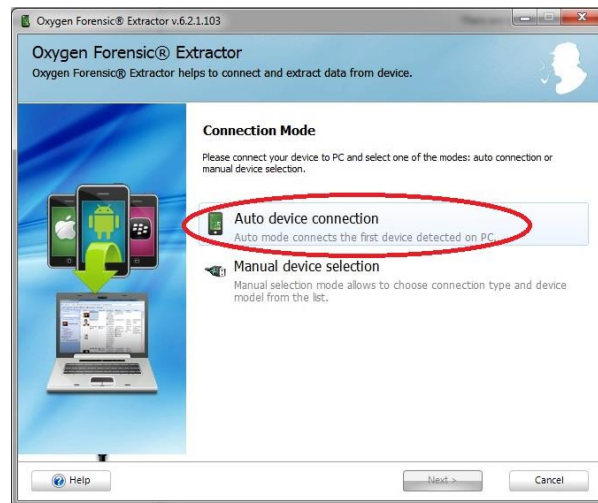 Oxygen Forensic® Extractor v.6.2.1.103
Oxygen Forensic® Extractor
Oxygen Forensic® Extractor helps to connect and extract data from device.
Connection Mode
Please connect your device to PC and select one of the modes: auto connection or
manual device selection.
Auto device connection
Auto mode connects the first device detected on PC.
Manual device selection
Manual selection mode allows to choose connection type and device
model from the list.
Help
Next >
Cancel